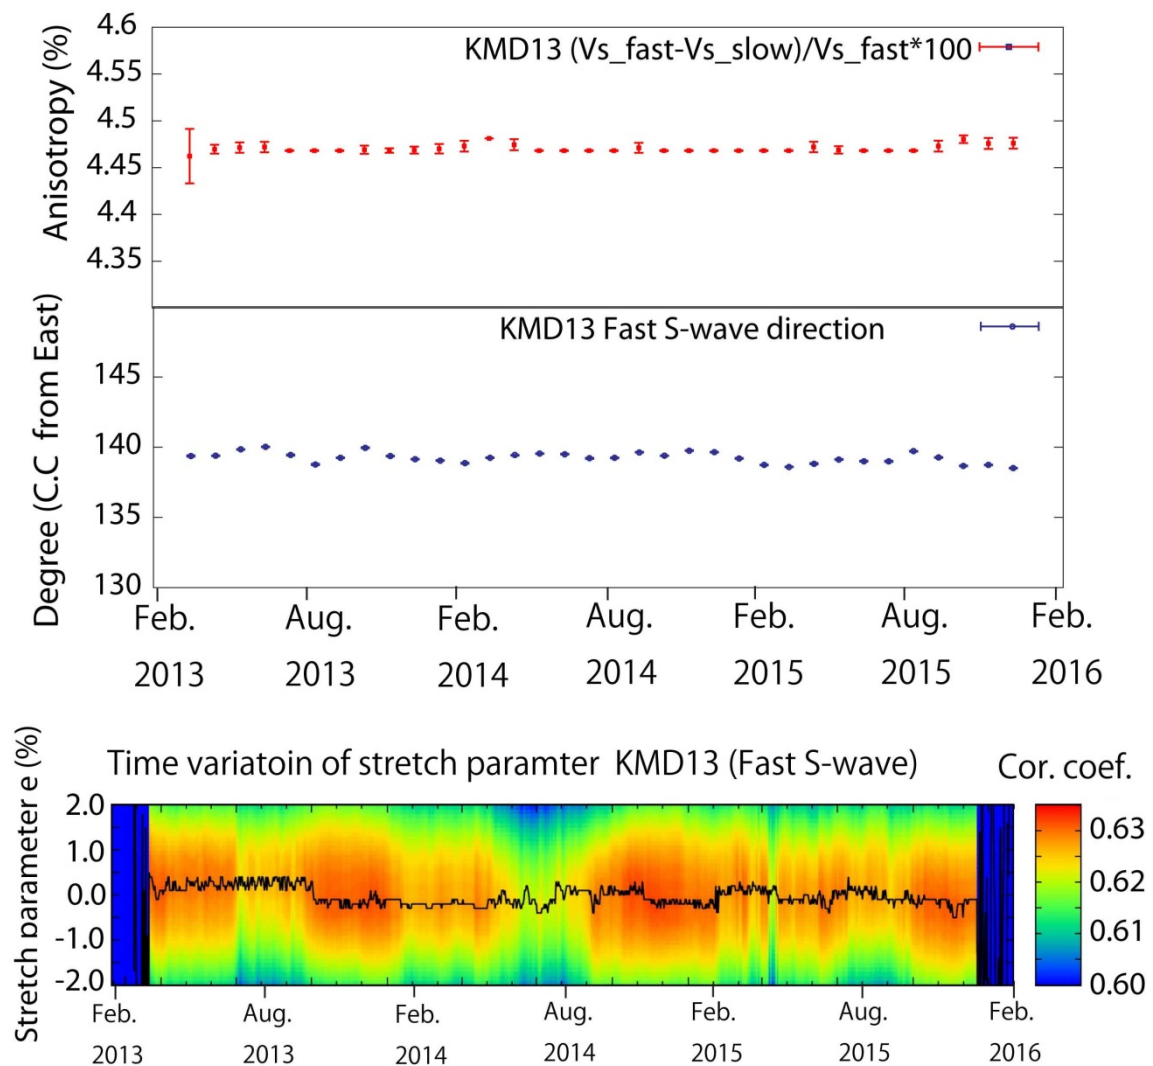 4.6
KMD13 (Vs_fast-Vs_slow)/Vs_fast*100
4.55
4.5
4.45
4.4
4.35
Anisotropy (%)
KMD13 Fast S-wave direction
145
140
135
130
Degree (C.C from East)
Feb. Aug. Feb. Aug. Feb. Aug. Feb.
2013 2013 2014 2014 2015 2015 2016
Time variatoin of stretch paramter KMD13 (Fast S-wave) Cor. coef.
Stretch parameter e (%)
2.0
1.0
0.0
-1.0
-2.0
0.63
0.62
0.61
0.60
Feb. Aug. Feb. Aug. Feb. Aug. Feb.
2013 2013 2014 2014 2015 2015 2016